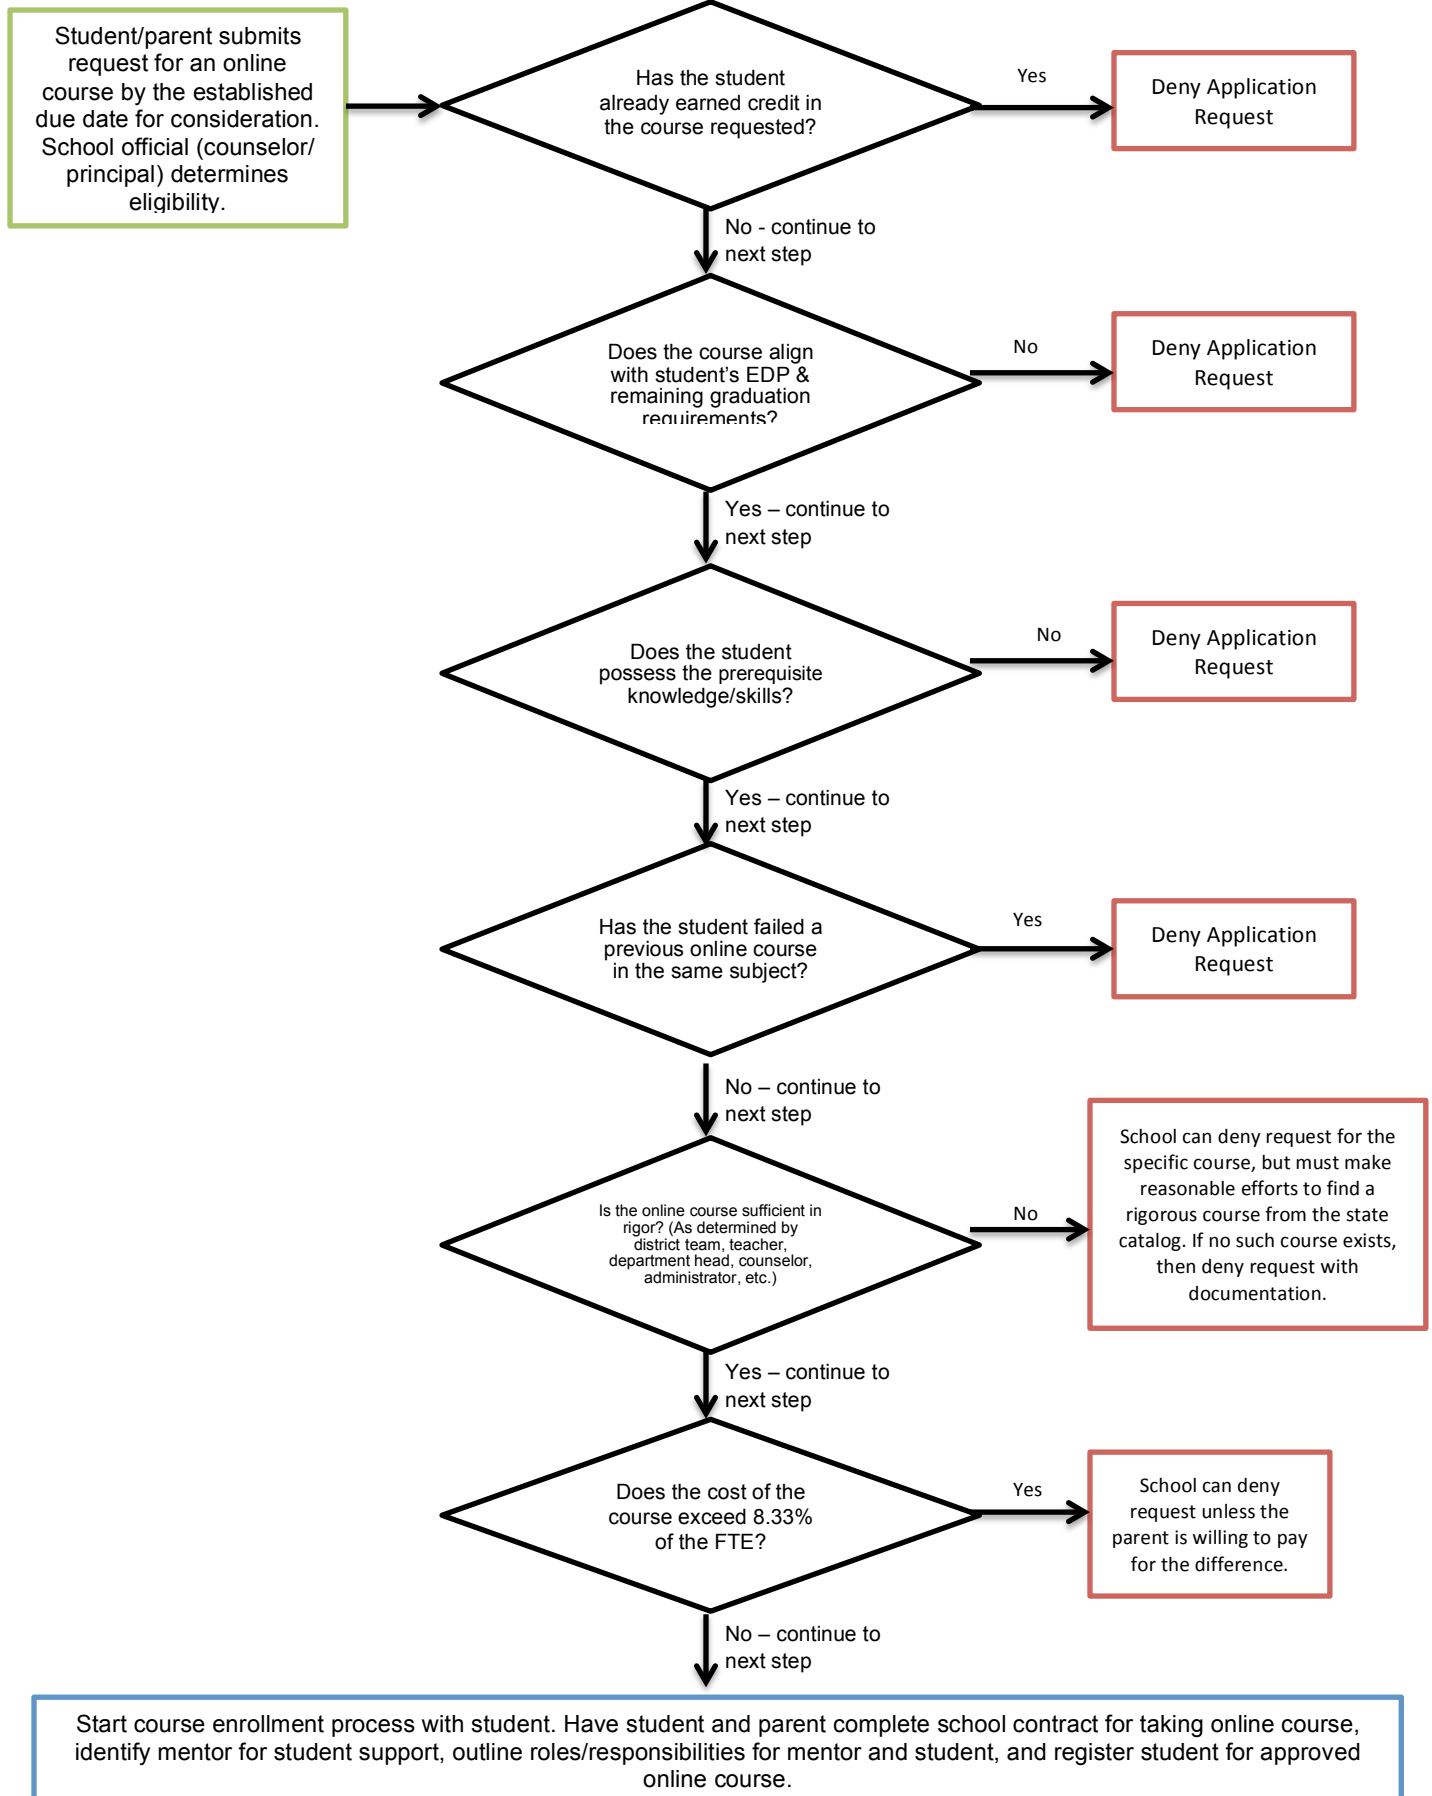 Student/parent submits
request for an online
course by the established
due date for consideration.
School official (counselor/
principal) determines
eligibility.
Has the student
already earned credit in
the course requested?
Yes
Deny Application
Request
No - continue to
next step
Does the course align
with student’s EDP &
remaining graduation
requirements?
No
Deny Application
Request
Yes – continue to
next step
Does the student
possess the prerequisite
knowledge/skills?
No
Deny Application
Request
Yes – continue to
next step
Has the student failed a
previous online course
in the same subject?
Yes
Deny Application
Request
No – continue to
next step
Is the online course sufficient in
rigor? (As determined by
district team, teacher,
department head, counselor,
administrator, etc.)
No
School can deny request for the
specific course, but must make
reasonable efforts to find a
rigorous course from the state
catalog. If no such course exists,
then deny request with
documentation.
Yes – continue to
next step
Does the cost of the
course exceed 8.33%
of the FTE?
Yes
School can deny
request unless the
parent is willing to pay
for the difference.
No – continue to
next step
Start course enrollment process with student. Have student and parent complete school contract for taking online course,
identify mentor for student support, outline roles/responsibilities for mentor and student, and register student for approved
online course.